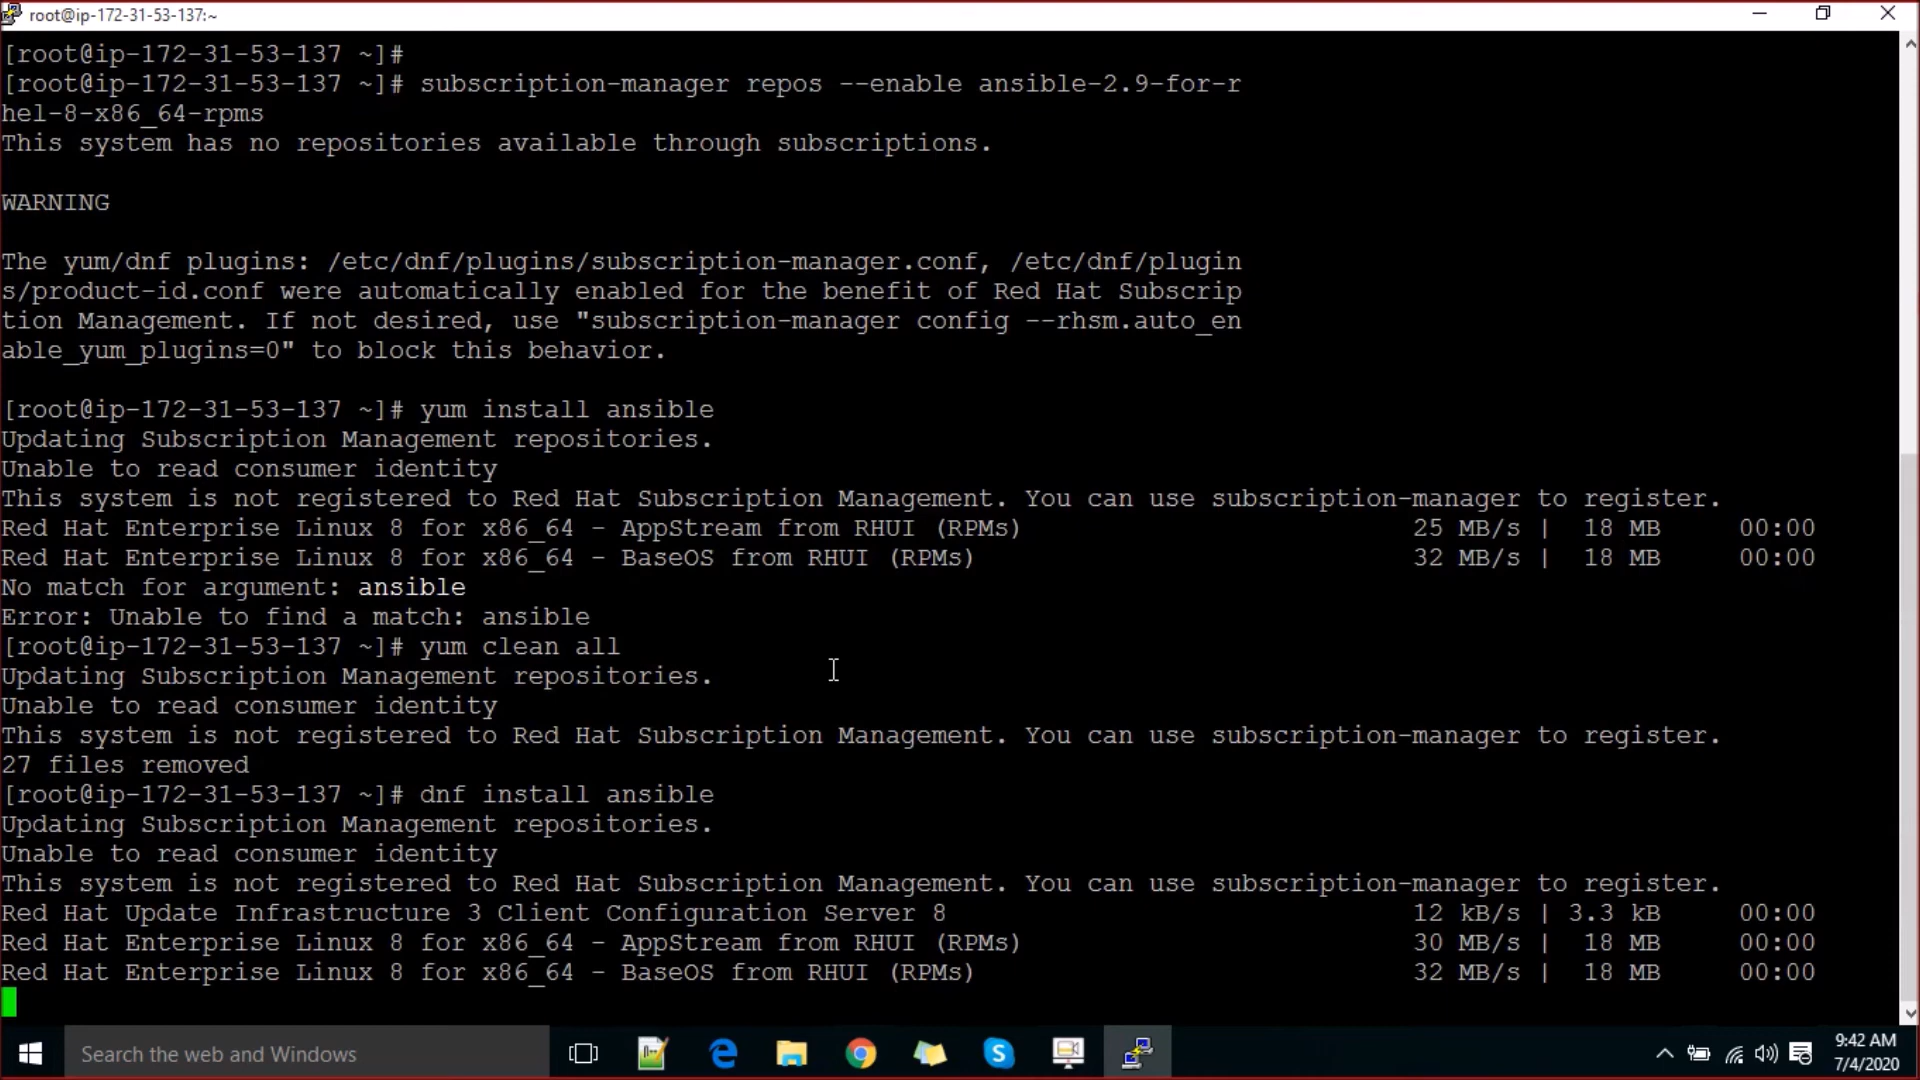 root@ip-172-31-53-137:~
[root@ip-172-31-53-137 ~]#
[root@ip-172-31-53-137 ~]# subscription-manager repos --enable ansible-2.9-for-r
hel-8-x86_64-rpms
This system has no repositories available through subscriptions.
WARNING
The yum/dnf plugins: /etc/dnf/plugins/subscription-manager.conf, /etc/dnf/plugin
s/product-id.conf were automatically enabled for the benefit of Red Hat Subscrip
tion Management. If not desired, use "subscription-manager config --rhsm.auto_en
able_yum_plugins=0" to block this behavior.
[root@ip-172-31-53-137 ~]# yum install ansible
Updating Subscription Management repositories.
Unable to read consumer identity
This system is not registered to Red Hat Subscription Management. You can use subscription-manager to register.
Red Hat Enterprise Linux 8 for x86_64 - AppStream from RHUI (RPMs) 25 MB/s | 18 MB 00:00
Red Hat Enterprise Linux 8 for x86_64 - BaseOS from RHUI (RPMs) 32 MB/s | 18 MB 00:00
No match for argument: ansible
Error: Unable to find a match: ansible
[root@ip-172-31-53-137 ~]# yum clean all
Updating Subscription Management repositories.
Unable to read consumer identity
This system is not registered to Red Hat Subscription Management. You can use subscription-manager to register.
27 files removed
[root@ip-172-31-53-137 ~]# dnf install ansible
Updating Subscription Management repositories.
Unable to read consumer identity
This system is not registered to Red Hat Subscription Management. You can use subscription-manager to register.
Red Hat Update Infrastructure 3 Client Configuration Server 8 12 kB/s | 3.3 kB 00:00
Red Hat Enterprise Linux 8 for x86_64 - AppStream from RHUI (RPMs) 30 MB/s | 18 MB 00:00
Red Hat Enterprise Linux 8 for x86_64 - BaseOS from RHUI (RPMs) 32 MB/s | 18 MB 00:00
Search the web and Windows
9:42 AM
7/4/2020